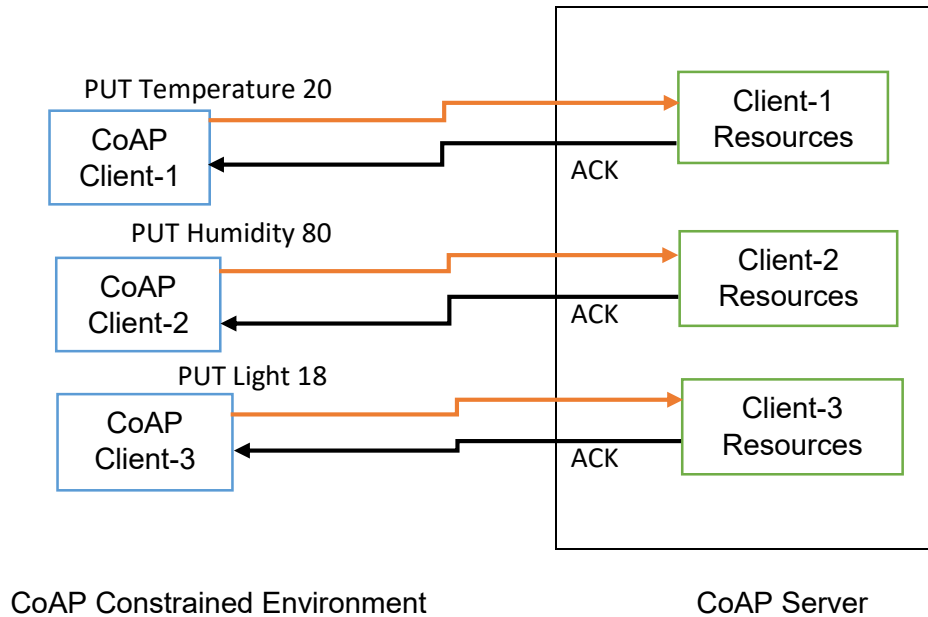 PUT Temperature 20
CoAP
Client-1
Client-1
Resources
ACK
PUT Humidity 80
CoAP
Client-2
Client-2
Resources
ACK
PUT Light 18
CoAP
Client-3
Client-3
Resources
ACK
CoAP Constrained Environment
CoAP Server